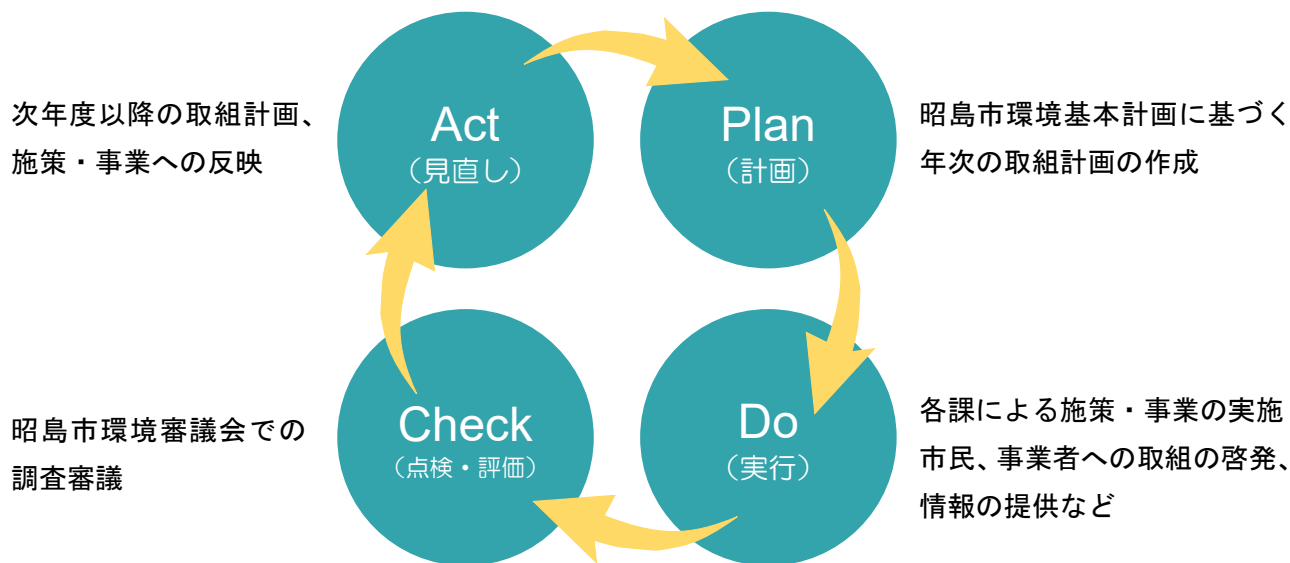 次年度以降の取組計画、
施策・事業への反映
Act
（見直し）
Plan
（計画）
昭島市環境基本計画に基づく
年次の取組計画の作成
昭島市環境審議会での
調査審議
Check
（点検・評価）
Do
（実行）
各課による施策・事業の実施
市民、事業者への取組の啓発、
情報の提供など